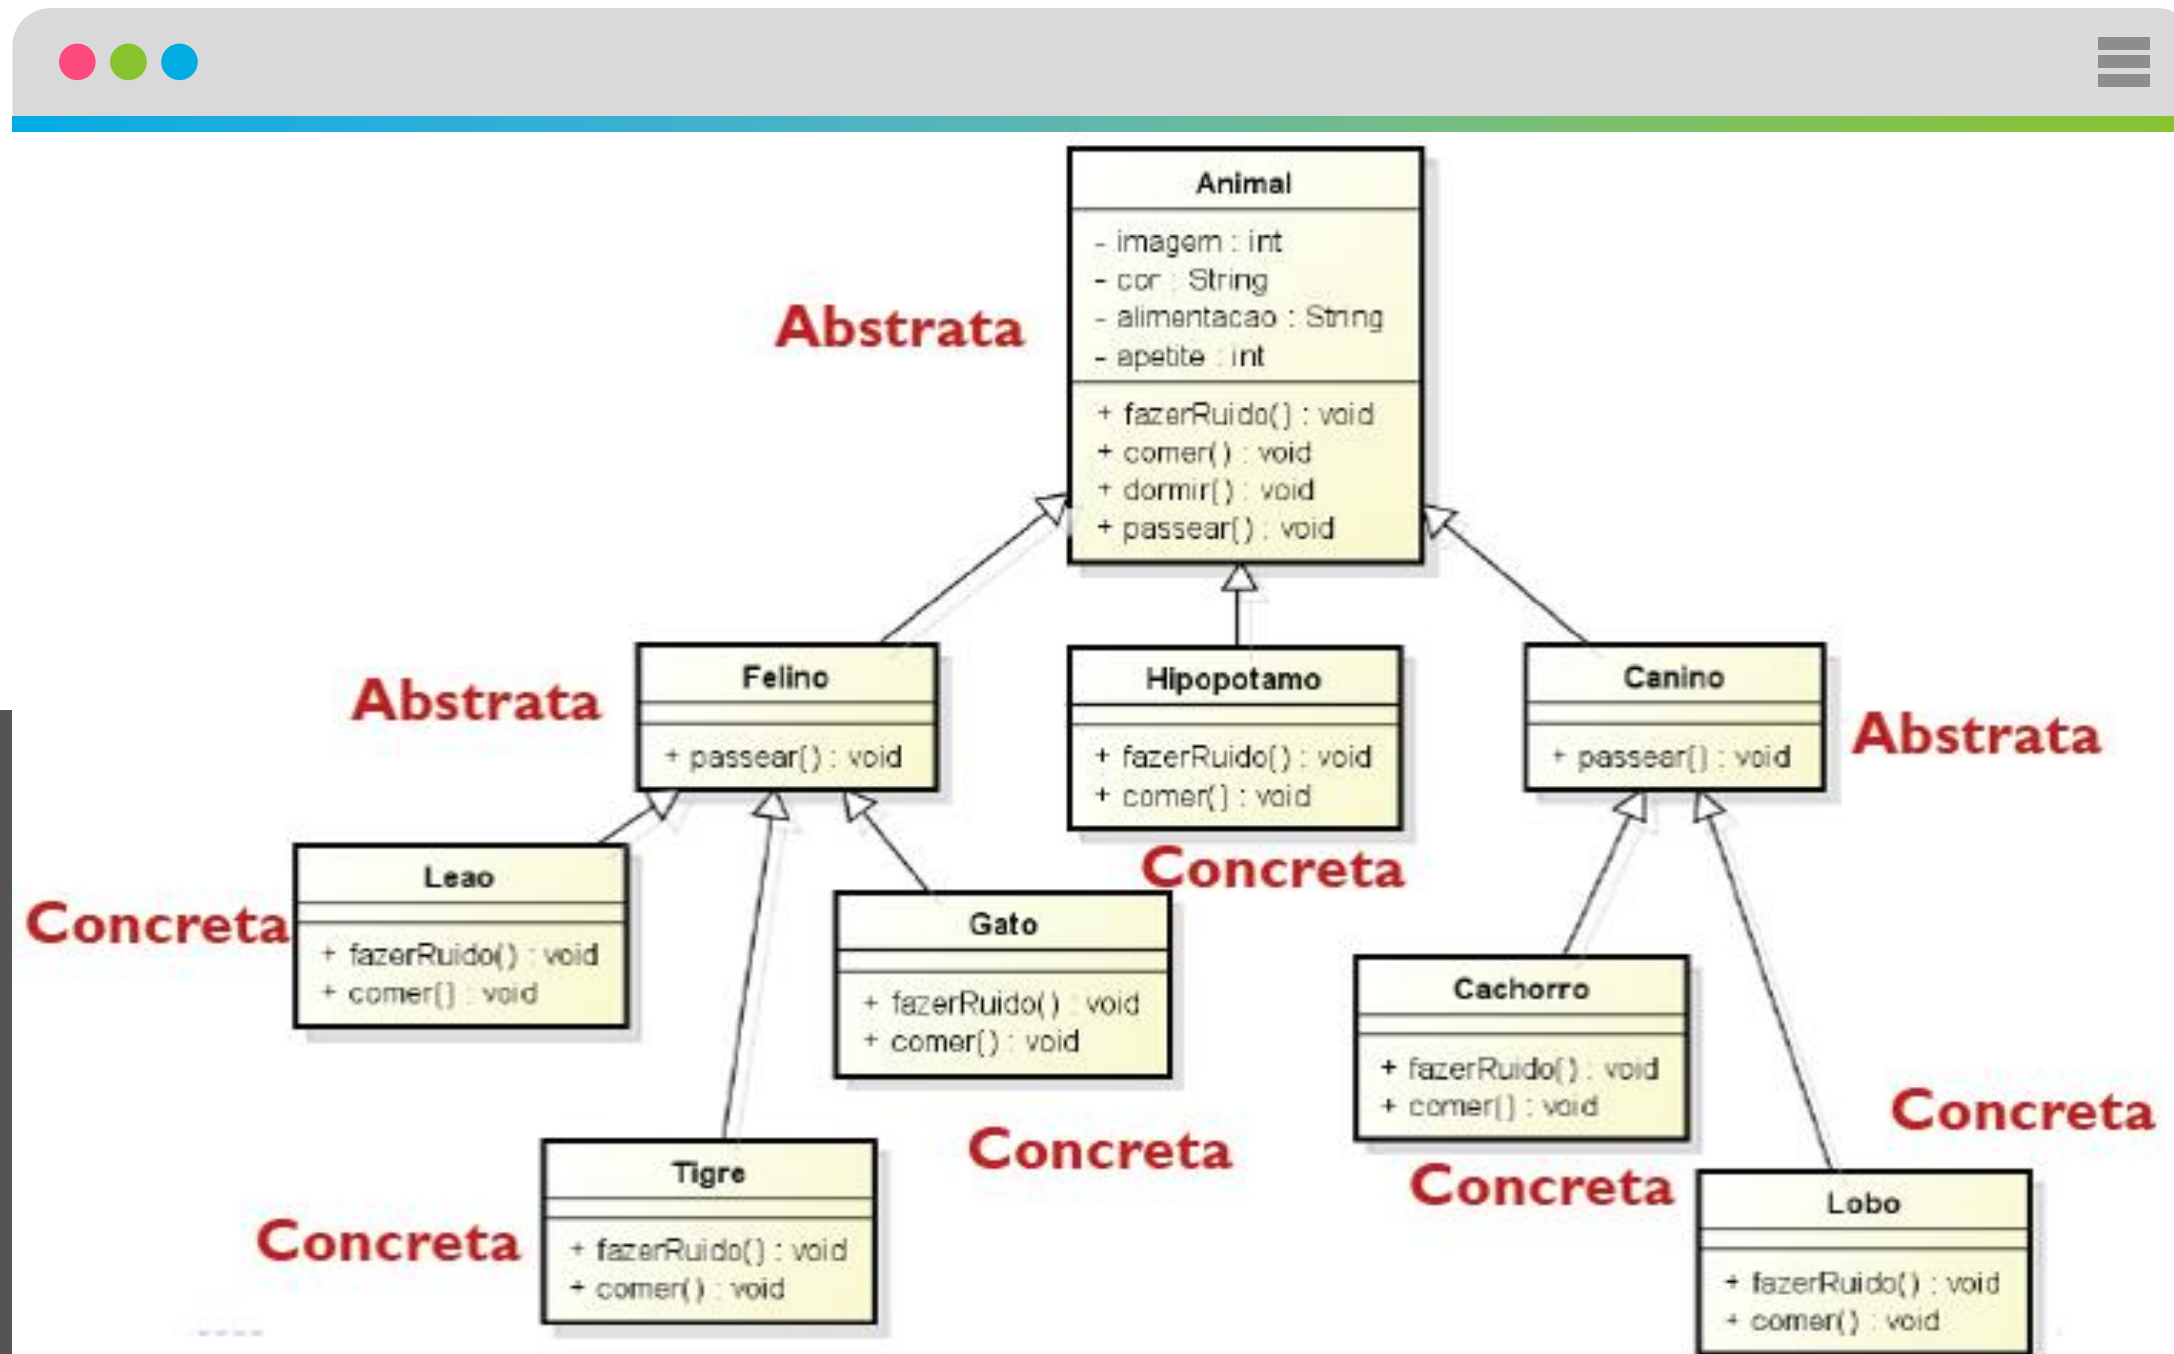 Animal
- imagem : int
- cor : String
- alimentacao : String
- apetite : int
+ fazerRuido() : void
+ comer() : void
+ dormir() : void
+ passear() : void
Abstrata
Felino
+ passear() : void
Abstrata
Hipopotamo
+ fazerRuido() : void
+ comer() : void
Concreta
Canino
+ passear() : void
Abstrata
Leao
+ fazerRuido() : void
+ comer() : void
Concreta
Gato
+ fazerRuido() : void
+ comer() : void
Concreta
Cachorro
+ fazerRuido() : void
+ comer() : void
Concreta
Tigre
+ fazerRuido() : void
+ comer() : void
Concreta
Lobo
+ fazerRuido() : void
+ comer() : void
Concreta